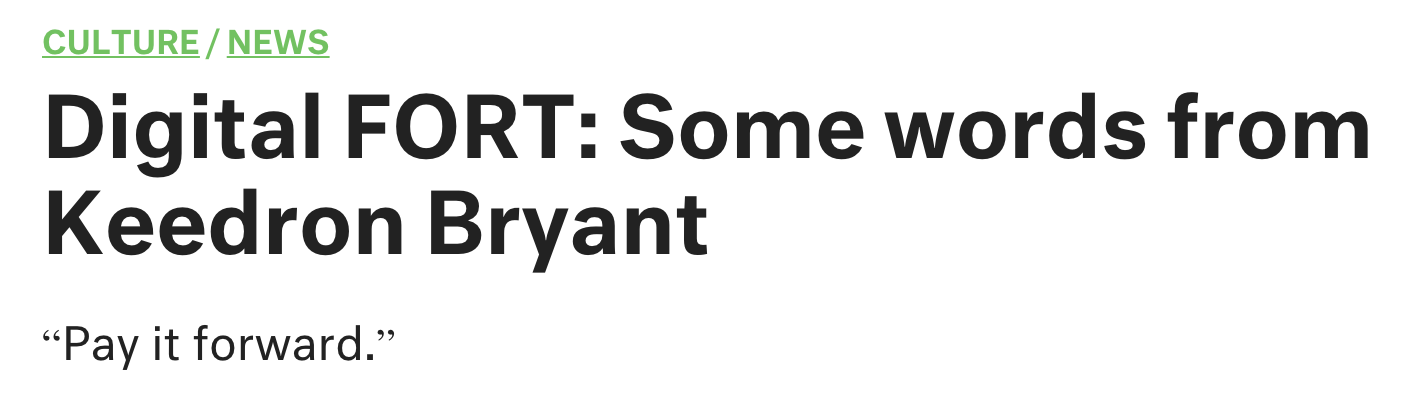 CULTURE / NEWS
Digital FORT: Some words from
Keedron Bryant
“Pay it forward.”